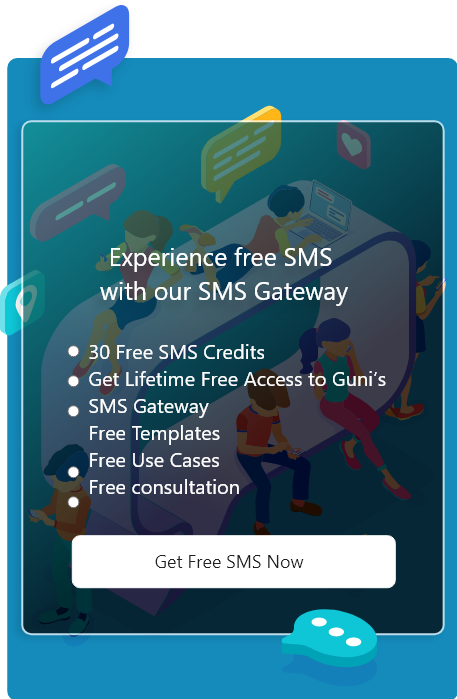 Experience free SMS
with our SMS Gateway
30 Free SMS Credits
Get Lifetime Free Access to Guni's
SMS Gateway
Free Templates
Free Use Cases
Free consultation
Get Free SMS Now